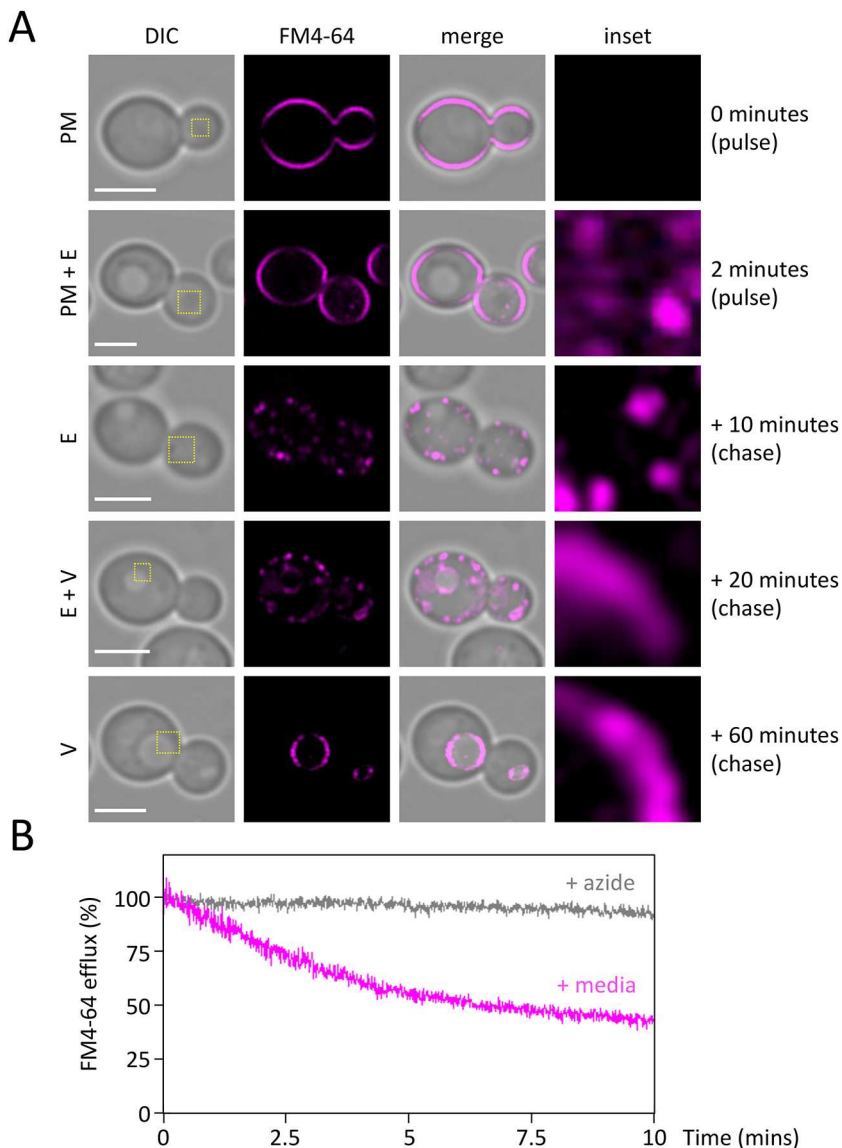 A
DIC FM4-64 merge inset
PM
0 minutes
(pulse)
PM + E
2 minutes
(pulse)
E
+ 10 minutes
(chase)
E + V
+ 20 minutes
(chase)
V
+ 60 minutes
(chase)
B
FM4-64 efflux (%)
100
75
50
25
0
+ azide
+ media
0 2.5 5 7.5 10 Time (mins)